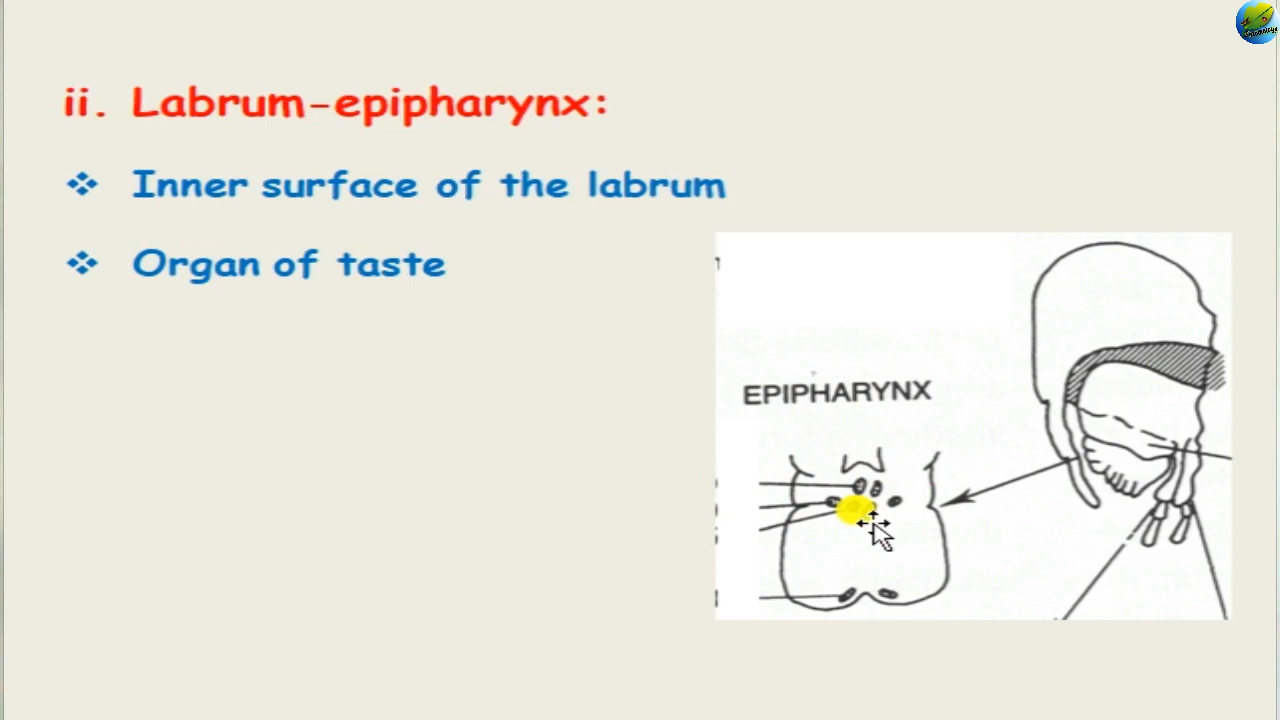 ii. Labrum-epipharynx:
❖ Inner surface of the labrum
❖ Organ of taste
EPIPHARYNX